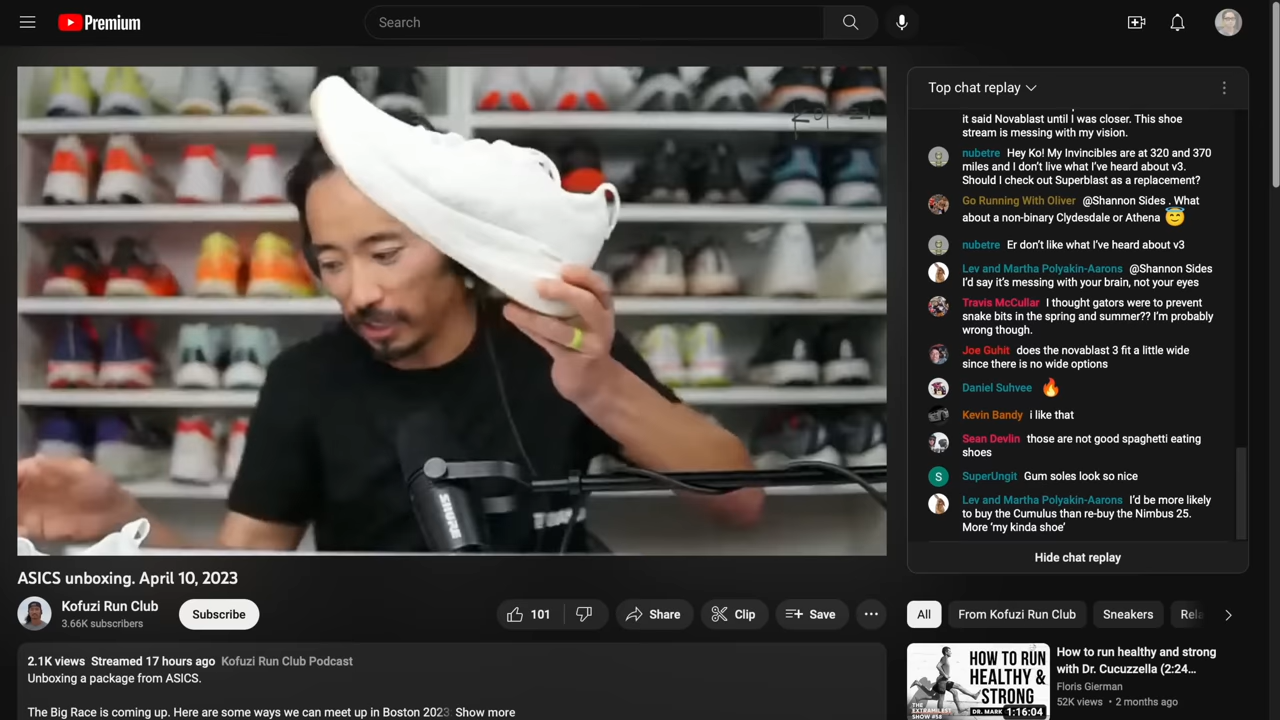 Premium
Search
Top chat replay
it said Novablast until I was closer. This shoe
stream is messing with my vision.
nubetre Hey Ko! My Invincibles are at 320 and 370
miles and I don't live what I've heard about v3.
Should I check out Superblast as a replacement?
Go Running With Oliver @Shannon Sides . What
about a non-binary Clydesdale or Athena 😇
nubetre Er don't like what I've heard about v3
Lev and Martha Polyakin-Aarons @Shannon Sides
I'd say it's messing with your brain, not your eyes
Travis McCullar I thought gators were to prevent
snake bits in the spring and summer?? I'm probably
wrong though.
Joe Guhit does the novablast 3 fit a little wide
since there is no wide options
Daniel Suhvee 🔥
Kevin Bandy i like that
Sean Devlin those are not good spaghetti eating
shoes
S SuperUngit Gum soles look so nice
Lev and Martha Polyakin-Aarons I'd be more likely
to buy the Cumulus than re-buy the Nimbus 25.
More 'my kinda shoe'
Hide chat replay
SHURE
ASICS unboxing. April 10, 2023
Kofuzi Run Club
3.66K subscribers
Subscribe
101
Share
Clip
Save
All
From Kofuzi Run Club
Sneakers
Rela
2.1K views Streamed 17 hours ago Kofuzi Run Club Podcast
Unboxing a package from ASICS.
The Big Race is coming up. Here are some ways we can meet up in Boston 2023 Show more
HOW TO RUN
HEALTHY &
STRONG
DR. MARK
THE
EXTRAMILEST
SHOW #58
1:16:04
How to run healthy and strong
with Dr. Cucuzzella (2:24...
Floris Gierman
52K views • 2 months ago